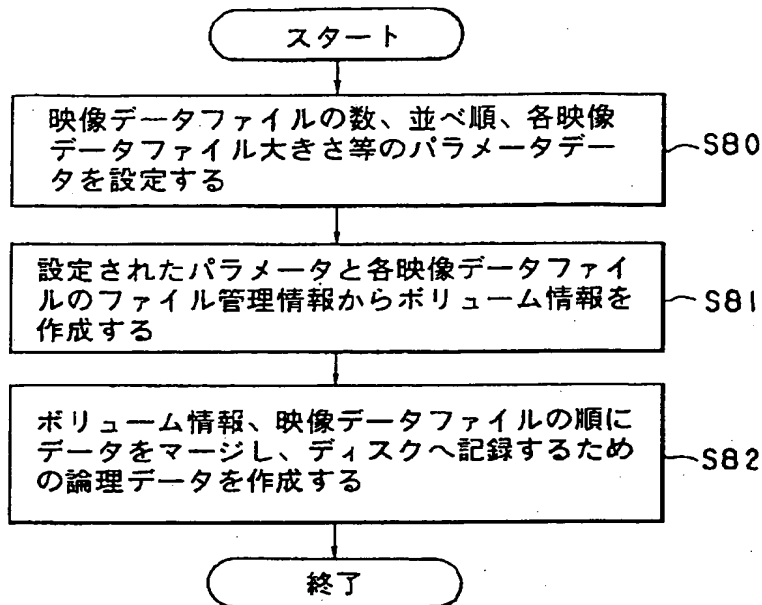 スタート
映像データファイルの数、並べ順、各映像
データファイル大きさ等のパラメータデー
タを設定する
S80
設定されたパラメータと各映像データファイ
ルのファイル管理情報からボリューム情報を
作成する
S81
ボリューム情報、映像データファイルの順に
データをマージし、ディスクへ記録するため
の論理データを作成する
S82
終了